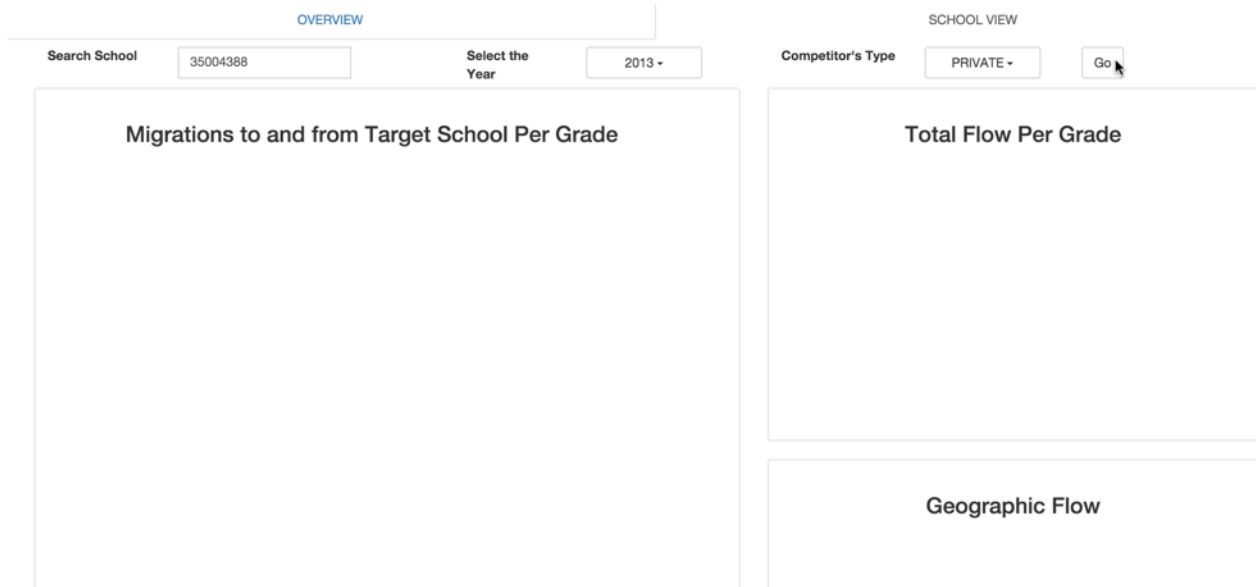 OVERVIEW
SCHOOL VIEW
Search School
35004388
Select the
Year
2013
Competitor's Type
PRIVATE
Go
Migrations to and from Target School Per Grade
Total Flow Per Grade
Geographic Flow